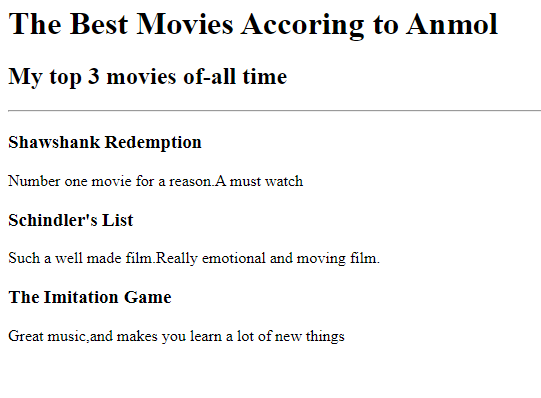 The Best Movies Accoring to Anmol
My top 3 movies of-all time
Shawshank Redemption
Number one movie for a reason.A must watch
Schindler's List
Such a well made film.Really emotional and moving film.
The Imitation Game
Great music,and makes you learn a lot of new things